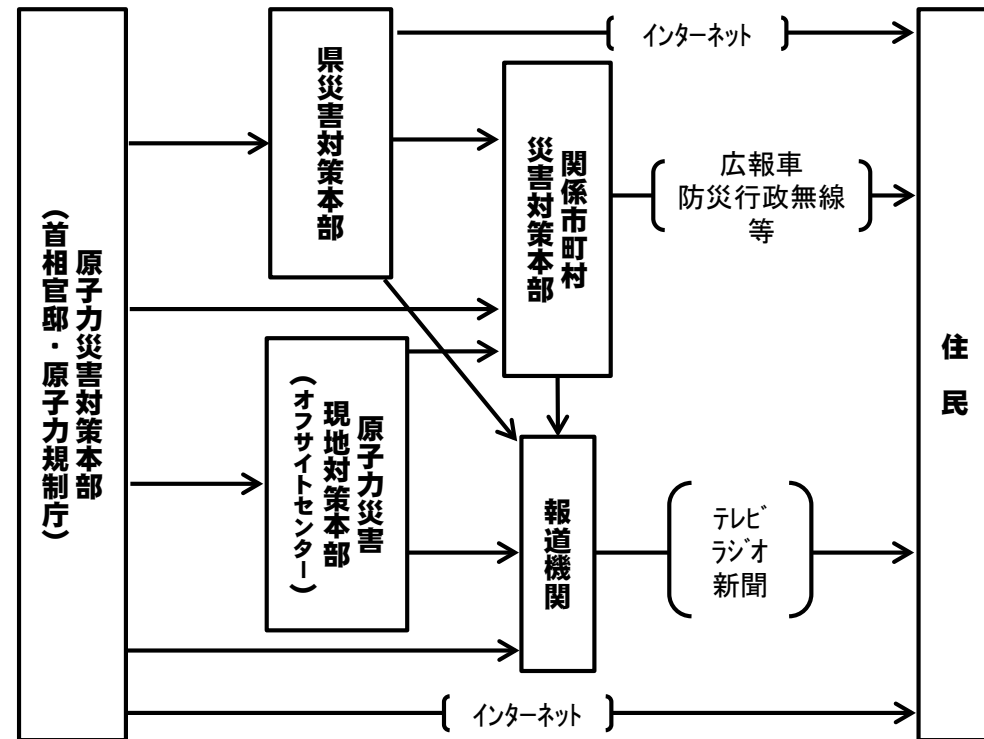 原子力災害対策本部
（首相官邸・原子力規制庁）
県災害対策本部
インターネット
関係市町村
災害対策本部
広報車
防災行政無線
等
原子力災害
現地対策本部
（オフサイトセンター）
報道機関
テレビ
ラジオ
新聞
インターネット
住民